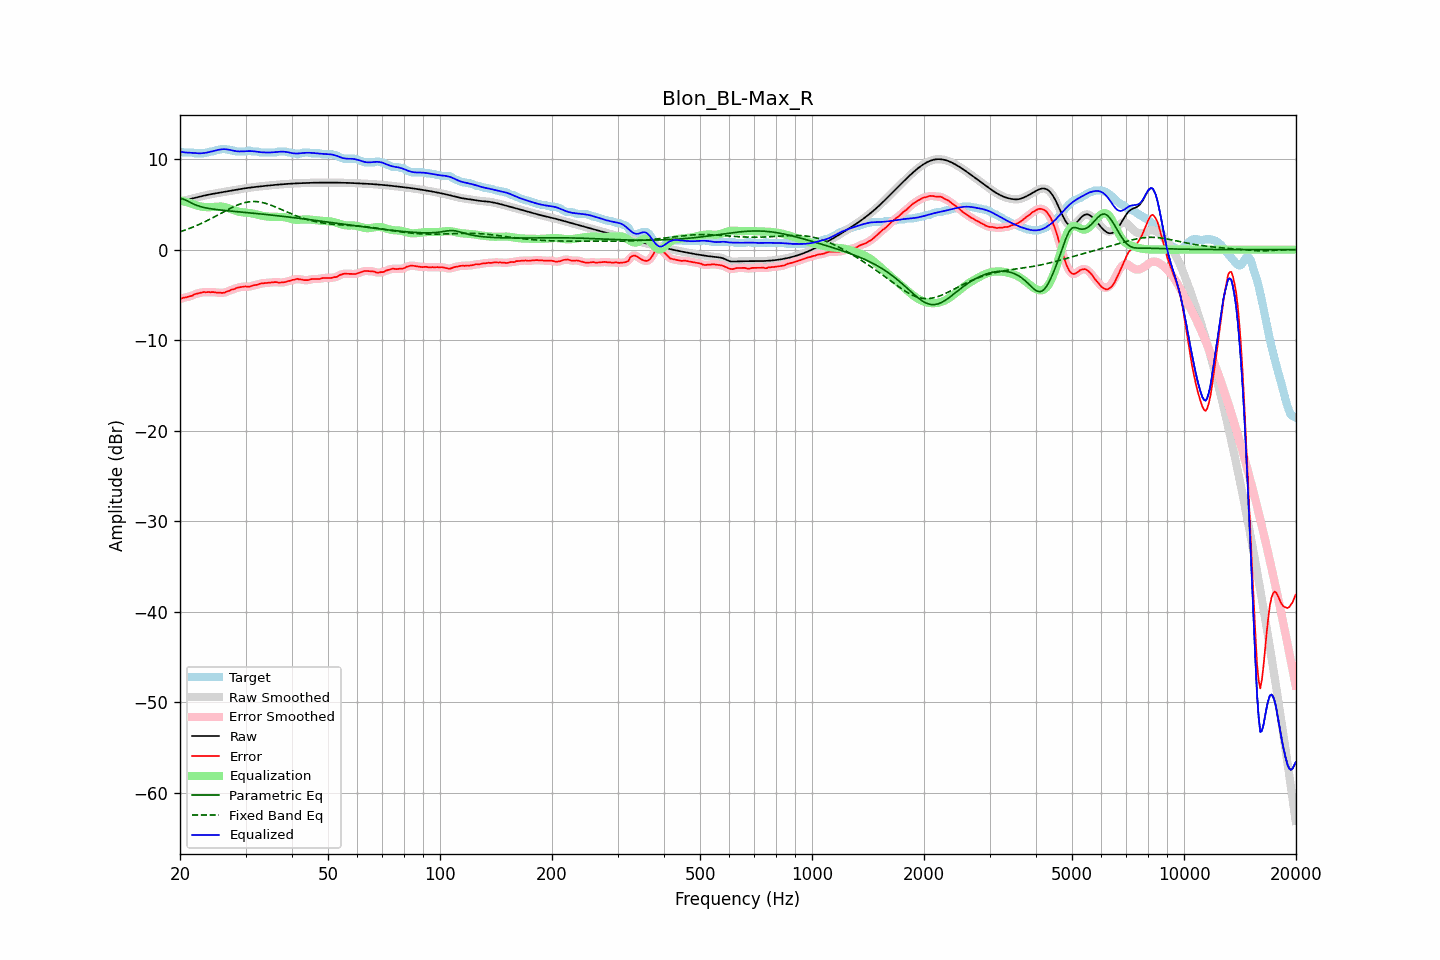 Blon_BL-Max_R
Amplitude (dBr)
10
0
−10
−20
−30
−40
−50
−60
Target
Raw Smoothed
Error Smoothed
Raw
Error
Equalization
Parametric Eq
Fixed Band Eq
Equalized
20 50 100 200 500 1000 2000 5000 10000 20000
Frequency (Hz)